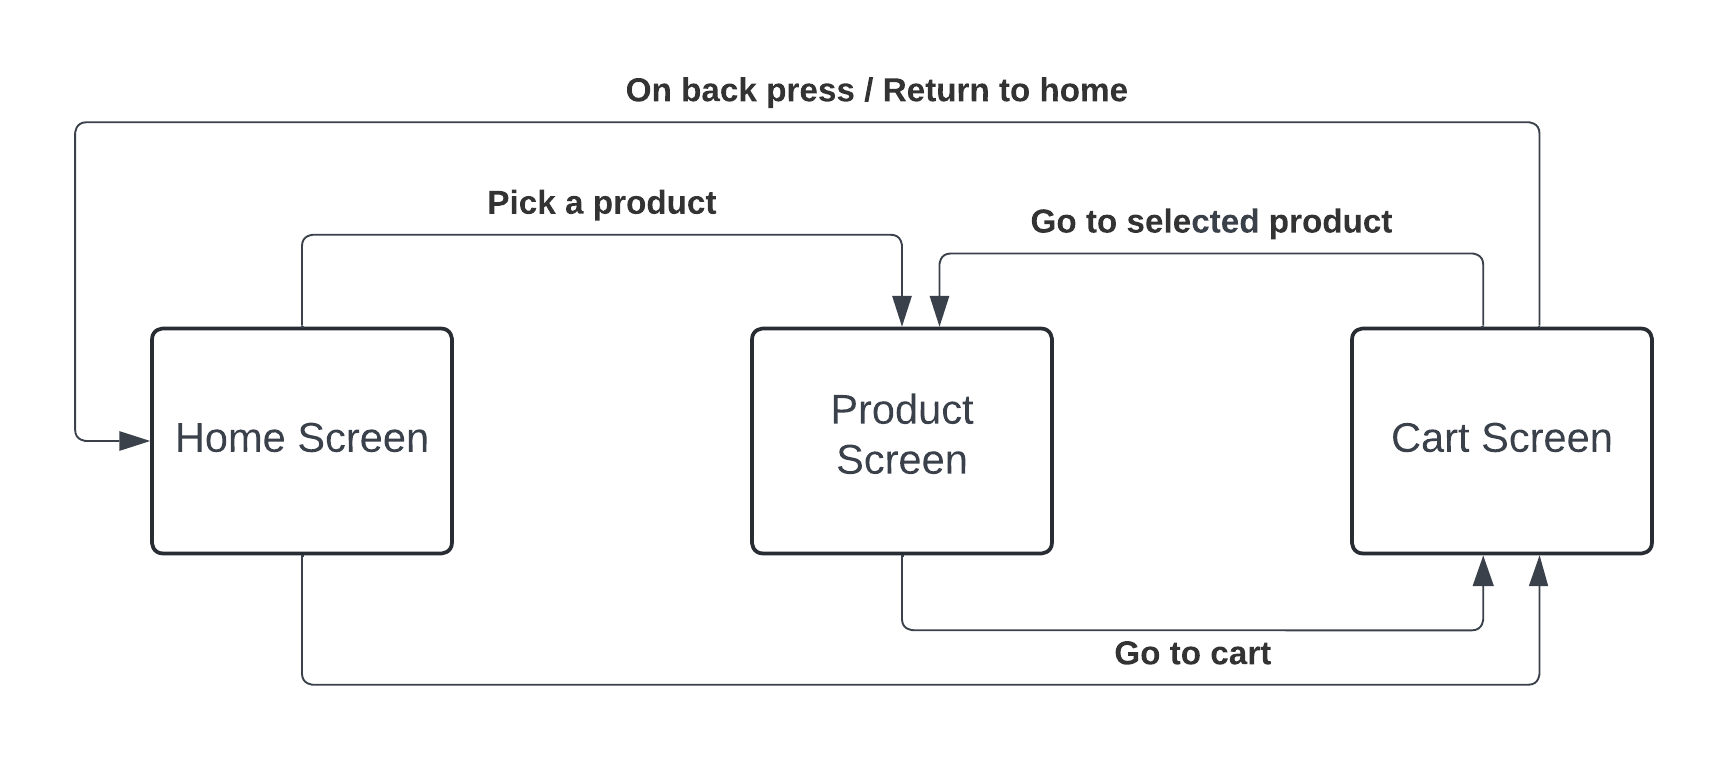 On back press / Return to home
Pick a product
Go to selected product
Home Screen
Product
Screen
Cart Screen
Go to cart